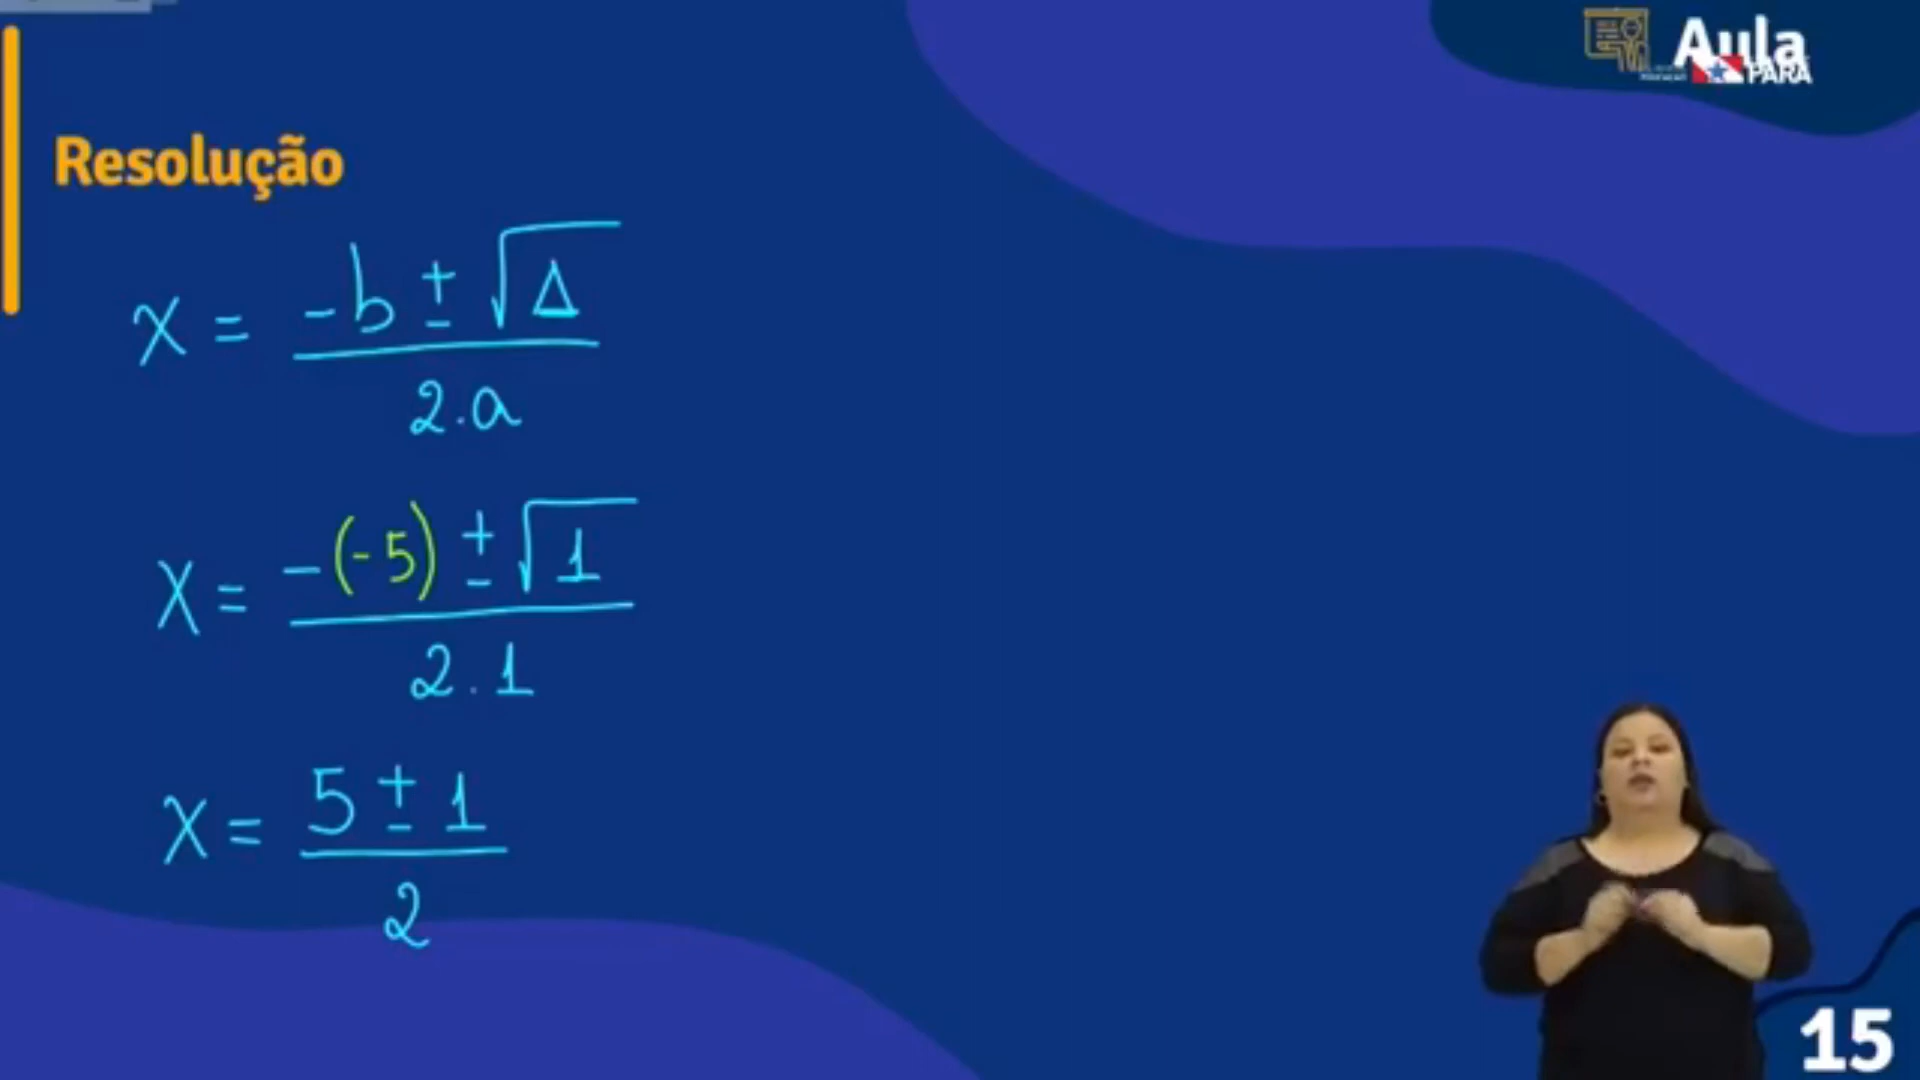 Aula
PARÁ
Resolução
x = -b ± √Δ
2.a
x = -(-5) ± √1
2.1
x = 5 ± 1
2
15